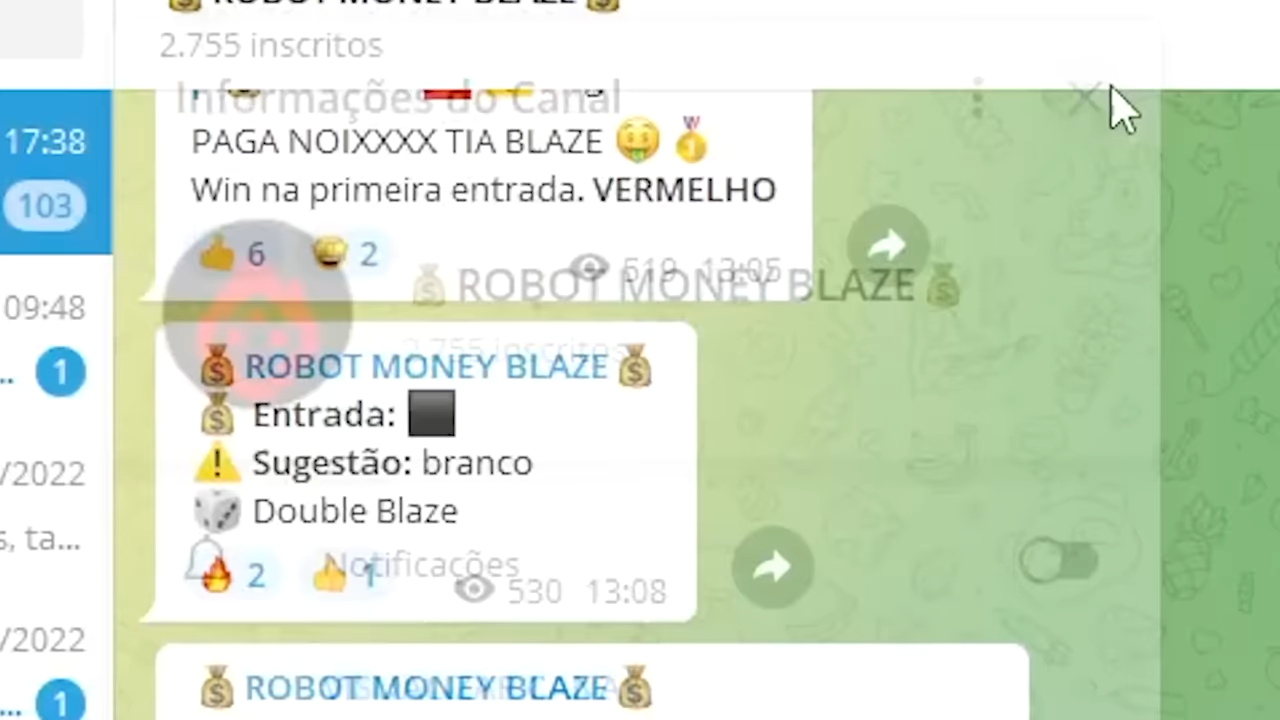 💰 ROBOT MONEY BLAZE 💰
2.755 inscritos
Informações do Canal
17:38
PAGA NOIXXXX TIA BLAZE 🤑 🥇
103
Win na primeira entrada. VERMELHO
👍 6 😄 2 519 13:05
💰 ROBOT MONEY BLAZE 💰
09:48
2.755 inscritos
💰 ROBOT MONEY BLAZE 💰
1
💰 Entrada: ⬛
/2022
⚠️ Sugestão: branco
🎲 Double Blaze
s, ta...
Notificações
🔥 2 👍 1 530 13:08
/2022
💰 ROBOT MONEY BLAZE 💰
1